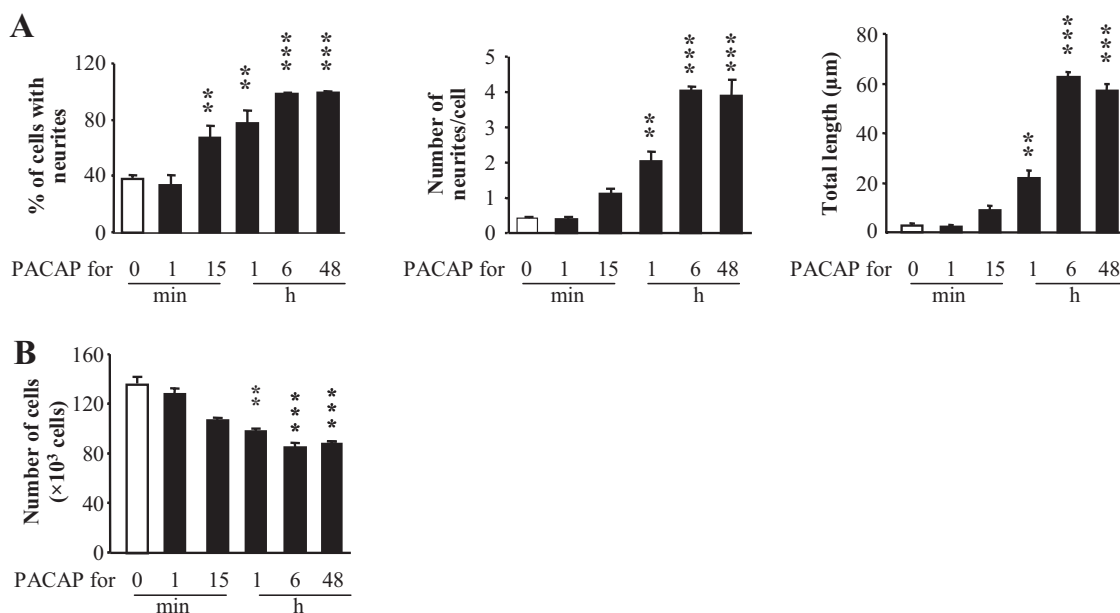 A
% of cells with
neurites
120
80
40
0
** ** *** ***
PACAP for 0 1 15 1 6 48
min h
Number of
neurites/cell
5
4
3
2
1
0
** *** ***
PACAP for 0 1 15 1 6 48
min h
Total length (µm)
80
60
40
20
0
** *** ***
PACAP for 0 1 15 1 6 48
min h
B
Number of cells
(×10³ cells)
160
120
80
40
0
** *** ***
PACAP for 0 1 15 1 6 48
min h